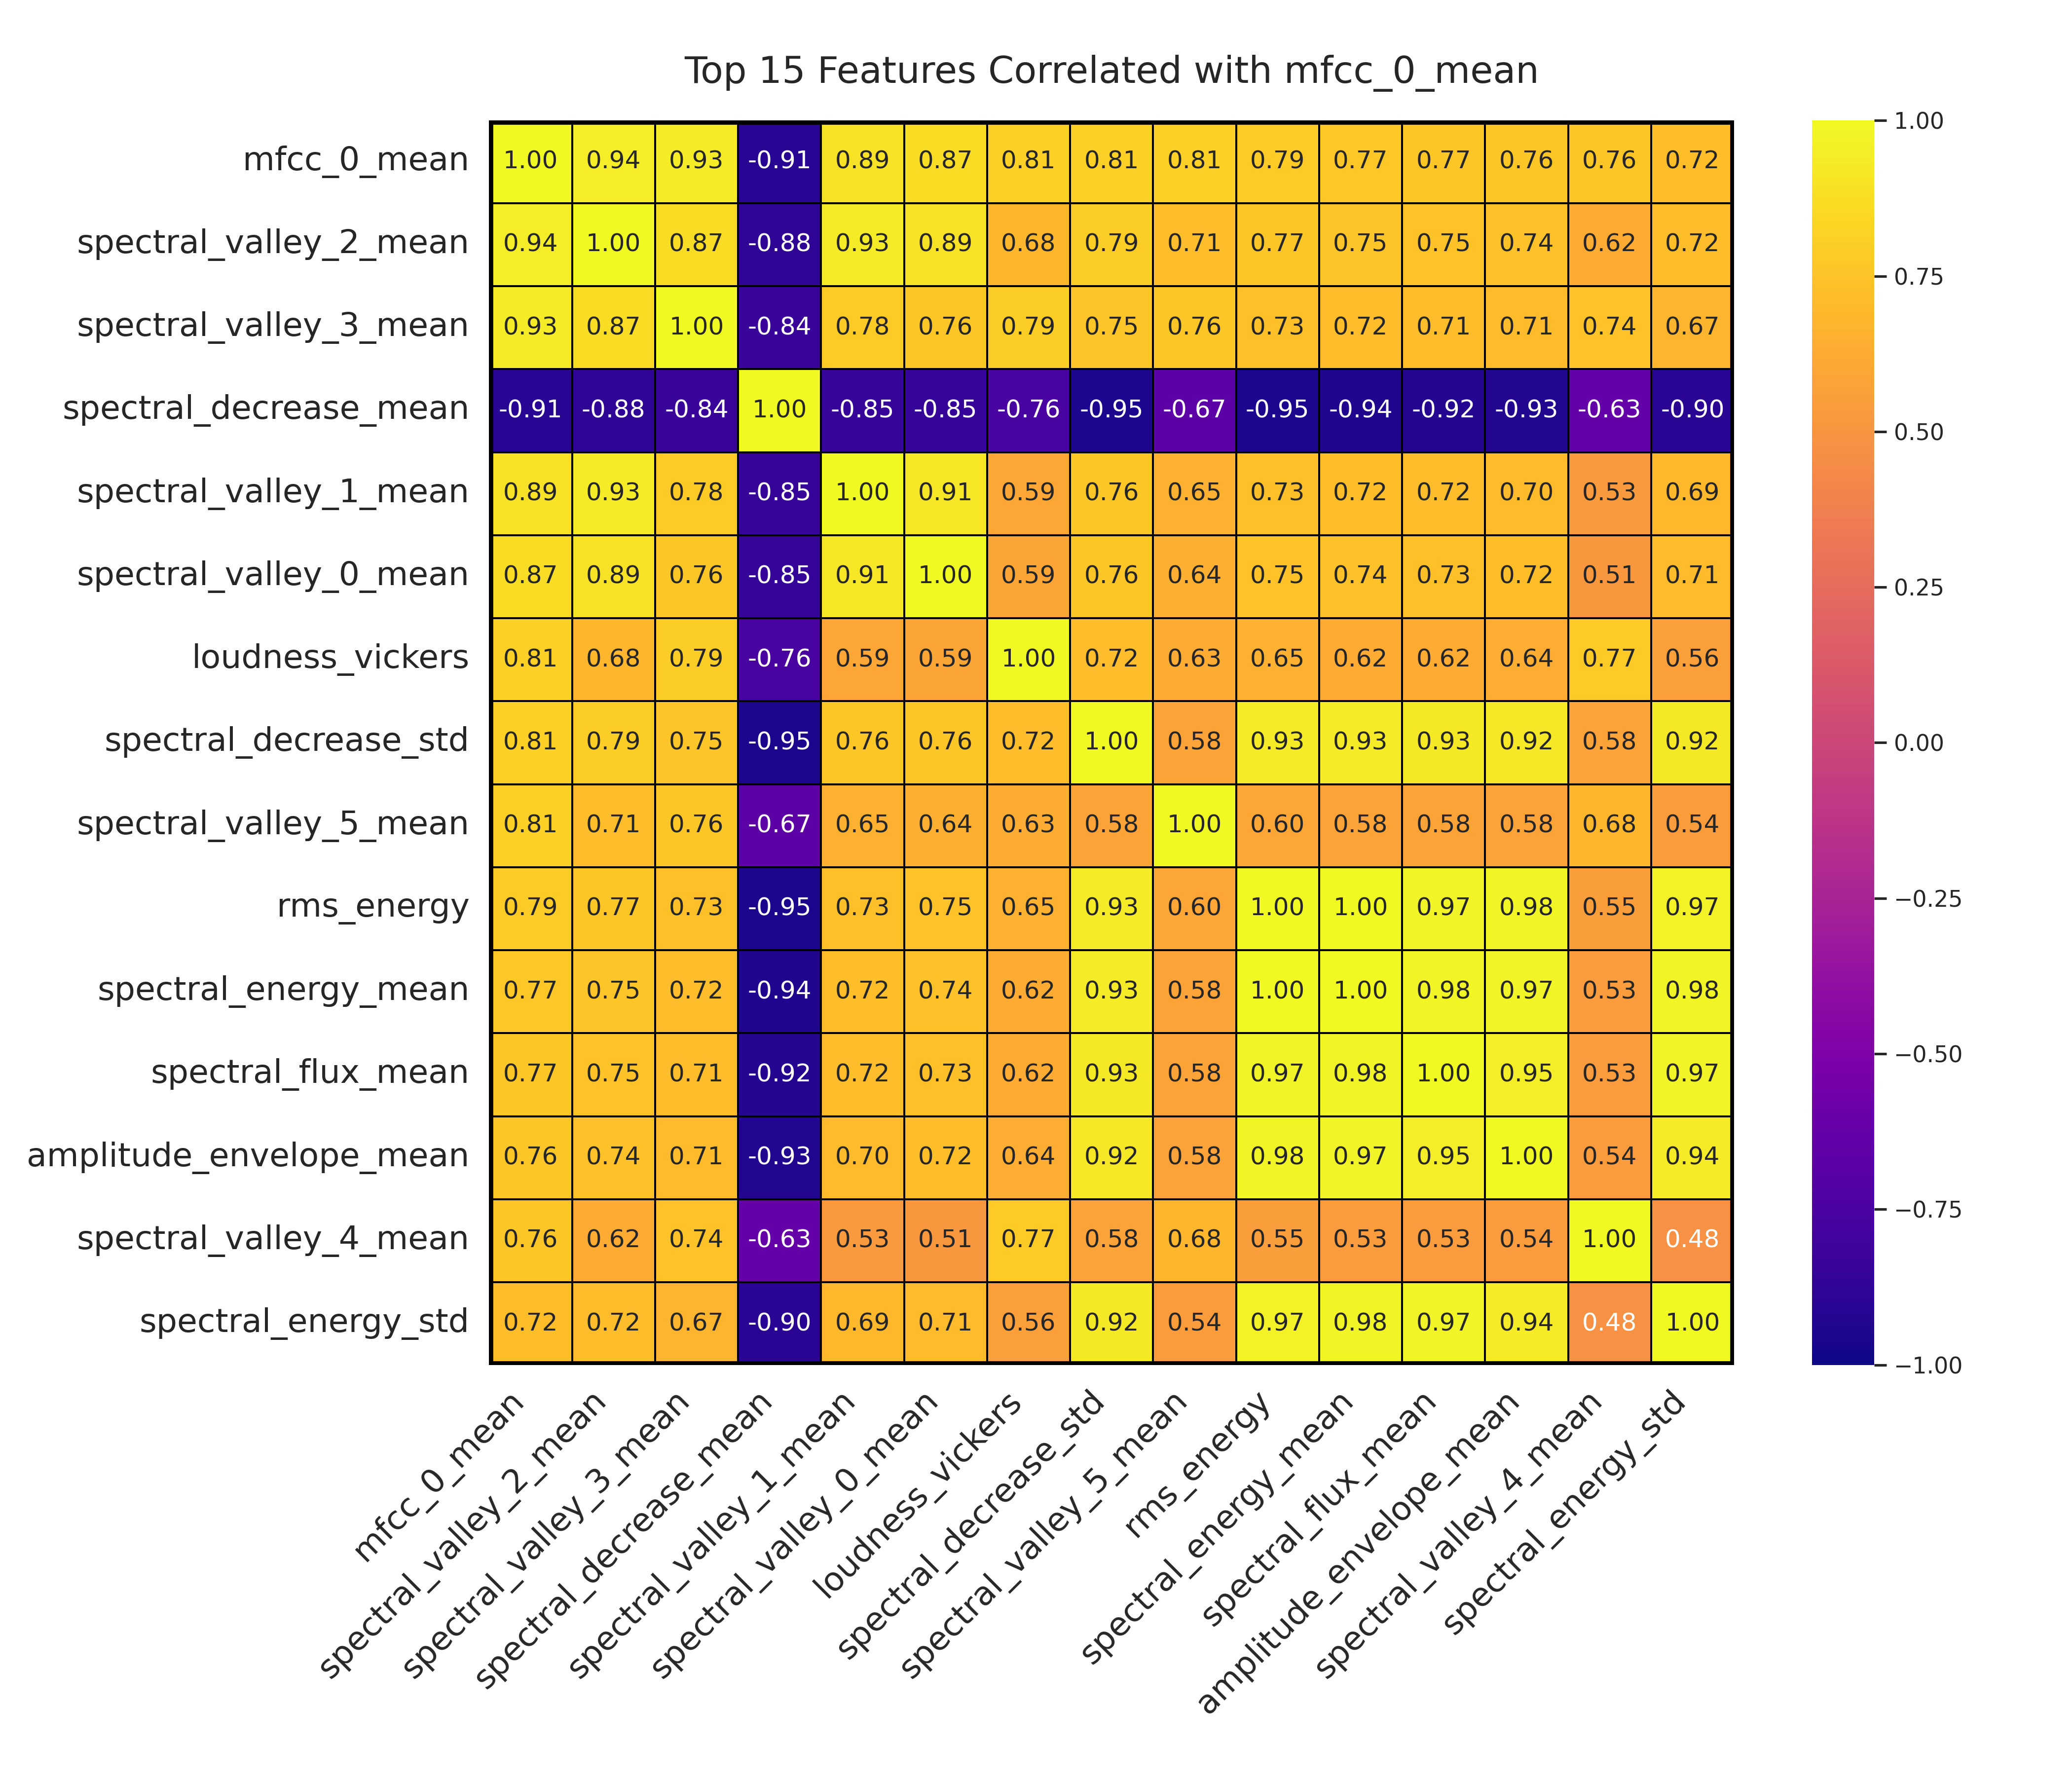 Top 15 Features Correlated with mfcc_0_mean
mfcc_0_mean 1.00 0.94 0.93 -0.91 0.89 0.87 0.81 0.81 0.81 0.79 0.77 0.77 0.76 0.76 0.72
spectral_valley_2_mean 0.94 1.00 0.87 -0.88 0.93 0.89 0.68 0.79 0.71 0.77 0.75 0.75 0.74 0.62 0.72
spectral_valley_3_mean 0.93 0.87 1.00 -0.84 0.78 0.76 0.79 0.75 0.76 0.73 0.72 0.71 0.71 0.74 0.67
spectral_decrease_mean -0.91 -0.88 -0.84 1.00 -0.85 -0.85 -0.76 -0.95 -0.67 -0.95 -0.94 -0.92 -0.93 -0.63 -0.90
spectral_valley_1_mean 0.89 0.93 0.78 -0.85 1.00 0.91 0.59 0.76 0.65 0.73 0.72 0.72 0.70 0.53 0.69
spectral_valley_0_mean 0.87 0.89 0.76 -0.85 0.91 1.00 0.59 0.76 0.64 0.75 0.74 0.73 0.72 0.51 0.71
loudness_vickers 0.81 0.68 0.79 -0.76 0.59 0.59 1.00 0.72 0.63 0.65 0.62 0.62 0.64 0.77 0.56
spectral_decrease_std 0.81 0.79 0.75 -0.95 0.76 0.76 0.72 1.00 0.58 0.93 0.93 0.93 0.92 0.58 0.92
spectral_valley_5_mean 0.81 0.71 0.76 -0.67 0.65 0.64 0.63 0.58 1.00 0.60 0.58 0.58 0.58 0.68 0.54
rms_energy 0.79 0.77 0.73 -0.95 0.73 0.75 0.65 0.93 0.60 1.00 1.00 0.97 0.98 0.55 0.97
spectral_energy_mean 0.77 0.75 0.72 -0.94 0.72 0.74 0.62 0.93 0.58 1.00 1.00 0.98 0.97 0.53 0.98
spectral_flux_mean 0.77 0.75 0.71 -0.92 0.72 0.73 0.62 0.93 0.58 0.97 0.98 1.00 0.95 0.53 0.97
amplitude_envelope_mean 0.76 0.74 0.71 -0.93 0.70 0.72 0.64 0.92 0.58 0.98 0.97 0.95 1.00 0.54 0.94
spectral_valley_4_mean 0.76 0.62 0.74 -0.63 0.53 0.51 0.77 0.58 0.68 0.55 0.53 0.53 0.54 1.00 0.48
spectral_energy_std 0.72 0.72 0.67 -0.90 0.69 0.71 0.56 0.92 0.54 0.97 0.98 0.97 0.94 0.48 1.00
mfcc_0_mean
spectral_valley_2_mean
spectral_valley_3_mean
spectral_decrease_mean
spectral_valley_1_mean
spectral_valley_0_mean
loudness_vickers
spectral_decrease_std
spectral_valley_5_mean
rms_energy
spectral_energy_mean
spectral_flux_mean
amplitude_envelope_mean
spectral_valley_4_mean
spectral_energy_std
1.00
0.75
0.50
0.25
0.00
−0.25
−0.50
−0.75
−1.00